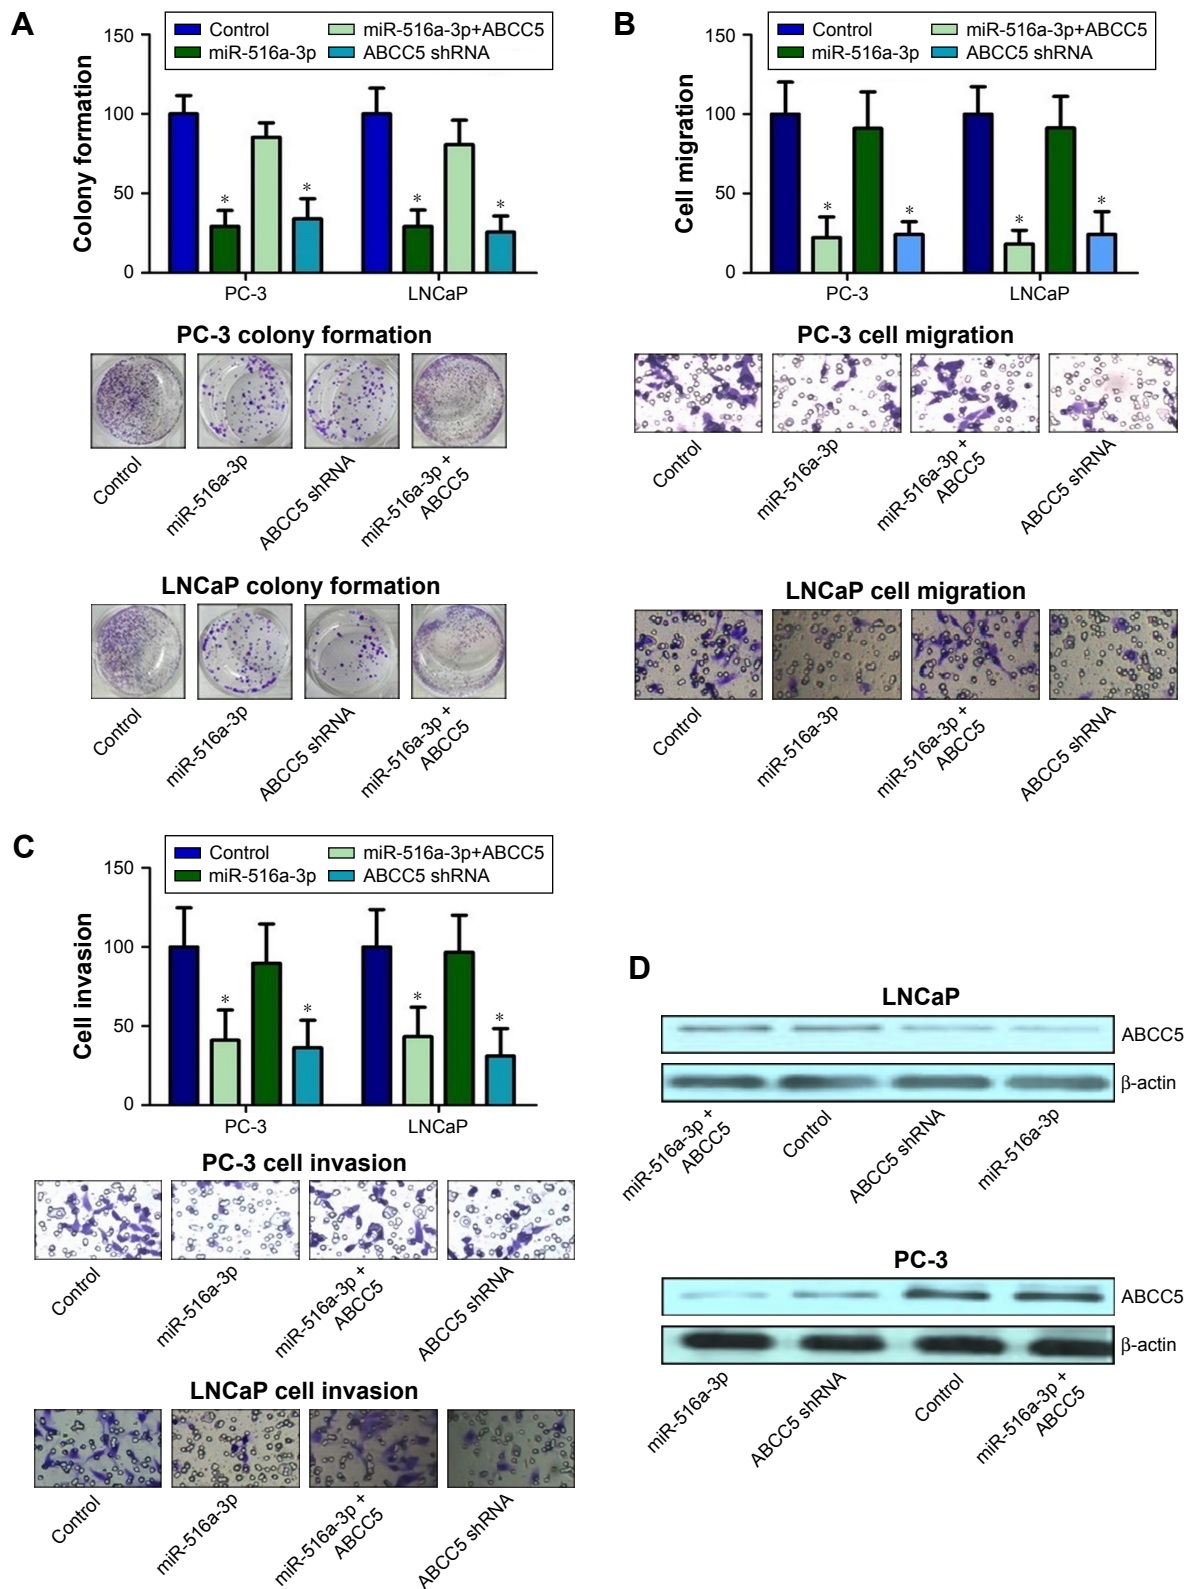 A
Control
miR-516a-3p+ABCC5
miR-516a-3p
ABCC5 shRNA
150
100
50
0
Colony formation
*
*
*
*
PC-3
LNCaP
PC-3 colony formation
Control
miR-516a-3p
ABCC5 shRNA
miR-516a-3p +
ABCC5
LNCaP colony formation
Control
miR-516a-3p
ABCC5 shRNA
miR-516a-3p +
ABCC5
B
Control
miR-516a-3p+ABCC5
miR-516a-3p
ABCC5 shRNA
150
100
50
0
Cell migration
*
*
*
*
PC-3
LNCaP
PC-3 cell migration
Control
miR-516a-3p
miR-516a-3p +
ABCC5
ABCC5 shRNA
LNCaP cell migration
Control
miR-516a-3p
miR-516a-3p +
ABCC5
ABCC5 shRNA
C
Control
miR-516a-3p+ABCC5
miR-516a-3p
ABCC5 shRNA
150
100
50
0
Cell invasion
*
*
*
*
PC-3
LNCaP
PC-3 cell invasion
Control
miR-516a-3p
miR-516a-3p +
ABCC5
ABCC5 shRNA
LNCaP cell invasion
Control
miR-516a-3p
miR-516a-3p +
ABCC5
ABCC5 shRNA
D
LNCaP
ABCC5
β-actin
miR-516a-3p +
ABCC5
Control
ABCC5 shRNA
miR-516a-3p
PC-3
ABCC5
β-actin
miR-516a-3p
ABCC5 shRNA
Control
miR-516a-3p +
ABCC5